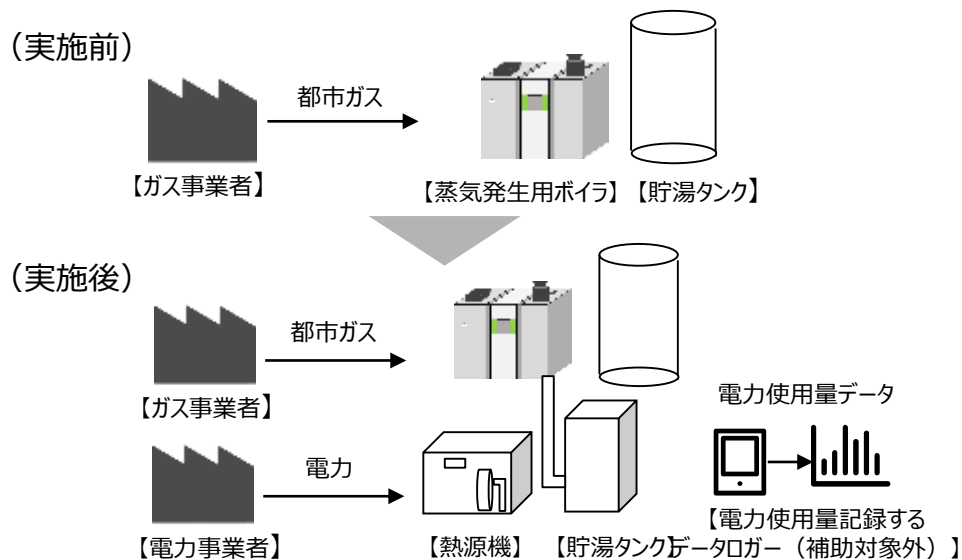 （実施前）
都市ガス
【ガス事業者】
【蒸気発生用ボイラ】
【貯湯タンク】
（実施後）
都市ガス
【ガス事業者】
電力使用量データ
電力
【電力事業者】
【熱源機】
【貯湯タンク】
【電力使用量記録する
データロガー（補助対象外）】